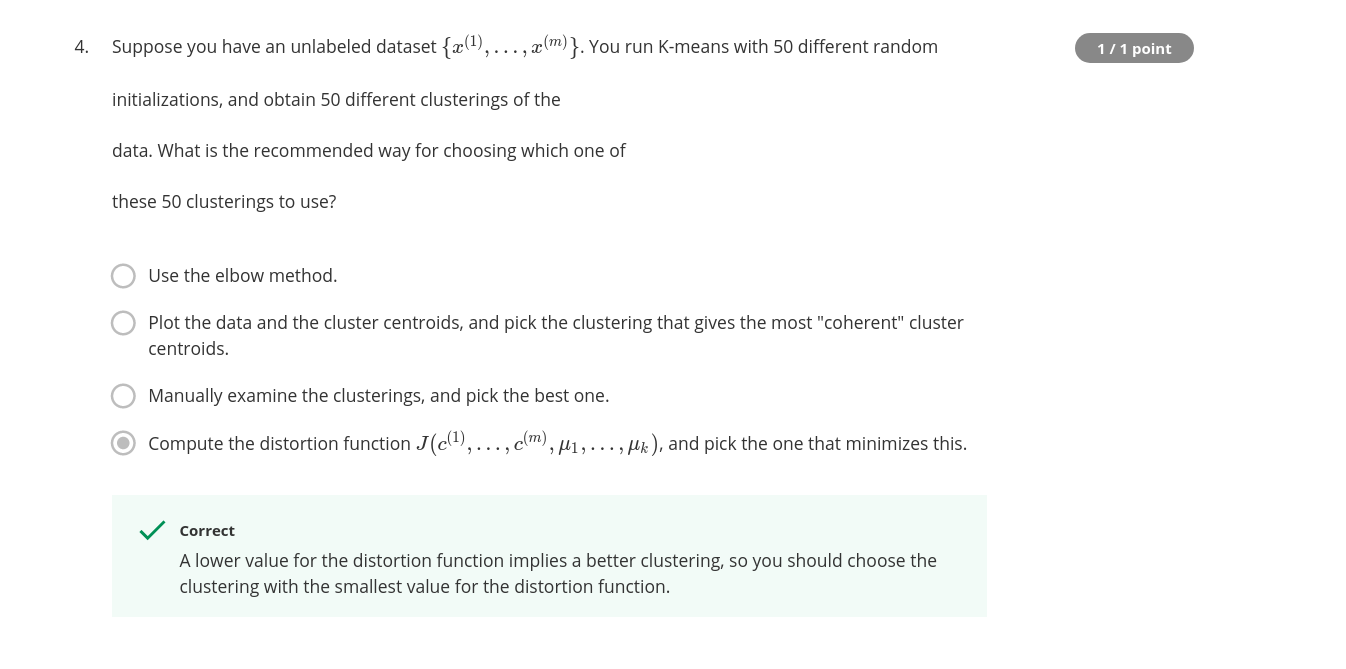 4. Suppose you have an unlabeled dataset {x^(1), . . . , x^(m)}. You run K-means with 50 different random
1 / 1 point
initializations, and obtain 50 different clusterings of the
data. What is the recommended way for choosing which one of
these 50 clusterings to use?
Use the elbow method.
Plot the data and the cluster centroids, and pick the clustering that gives the most "coherent" cluster
centroids.
Manually examine the clusterings, and pick the best one.
Compute the distortion function J(c^(1), . . . , c^(m), μ_1, . . . , μ_k), and pick the one that minimizes this.
Correct
A lower value for the distortion function implies a better clustering, so you should choose the
clustering with the smallest value for the distortion function.